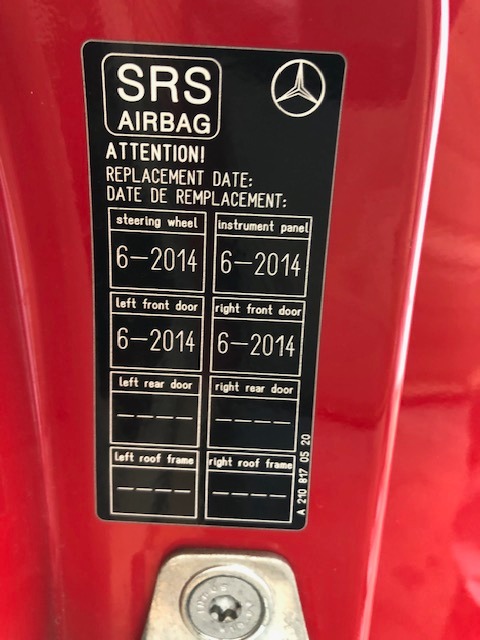 SRS
AIRBAG
ATTENTION!
REPLACEMENT DATE:
DATE DE REMPLACEMENT:
steering wheel instrument panel
6-2014 6-2014
left front door right front door
6-2014 6-2014
left rear door right rear door
---- ----
left roof frame right roof frame
---- ----
A 210 817 05 20